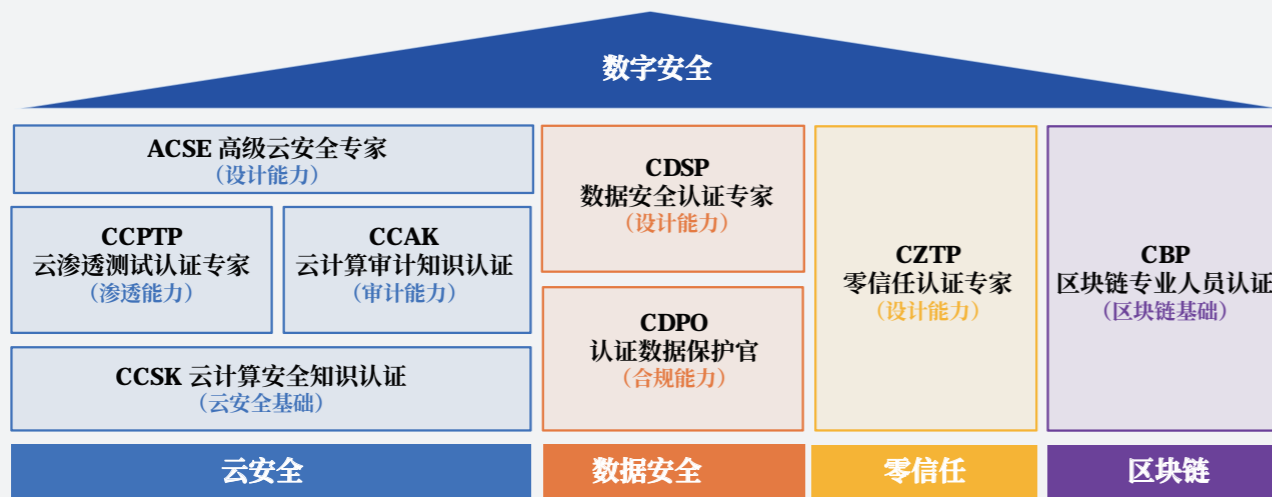 数字安全
ACSE 高级云安全专家
（设计能力）
CCPTP
云渗透测试认证专家
（渗透能力）
CCAK
云计算审计知识认证
（审计能力）
CCSK 云计算安全知识认证
（云安全基础）
云安全
CDSP
数据安全认证专家
（设计能力）
CDPO
认证数据保护官
（合规能力）
数据安全
CZTP
零信任认证专家
（设计能力）
零信任
CBP
区块链专业人员认证
（区块链基础）
区块链